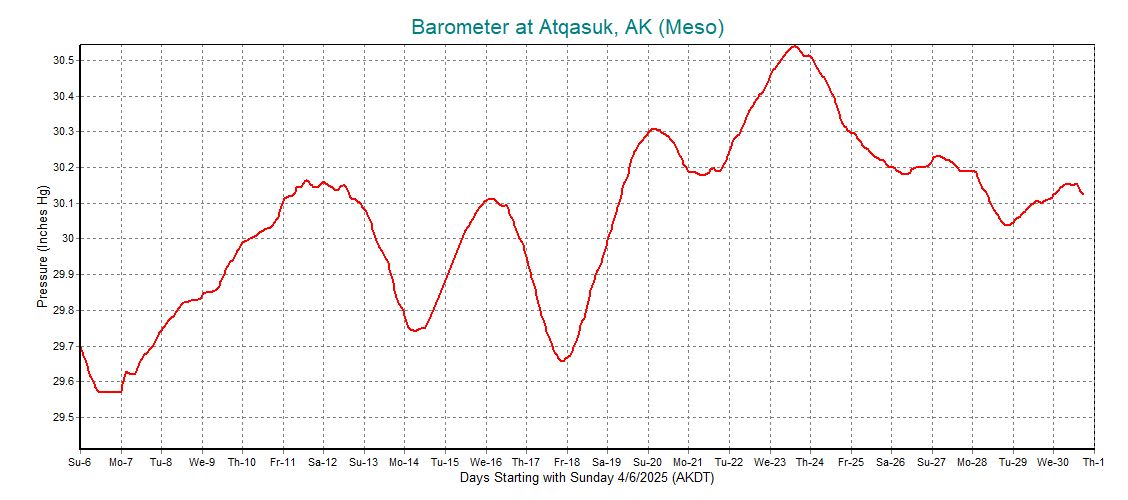 Barometer at Atqasuk, AK (Meso)
Pressure (Inches Hg)
30.5
30.4
30.3
30.2
30.1
30
29.9
29.8
29.7
29.6
29.5
Su-6 Mo-7 Tu-8 We-9 Th-10 Fr-11 Sa-12 Su-13 Mo-14 Tu-15 We-16 Th-17 Fr-18 Sa-19 Su-20 Mo-21 Tu-22 We-23 Th-24 Fr-25 Sa-26 Su-27 Mo-28 Tu-29 We-30 Th-1
Days Starting with Sunday 4/6/2025 (AKDT)